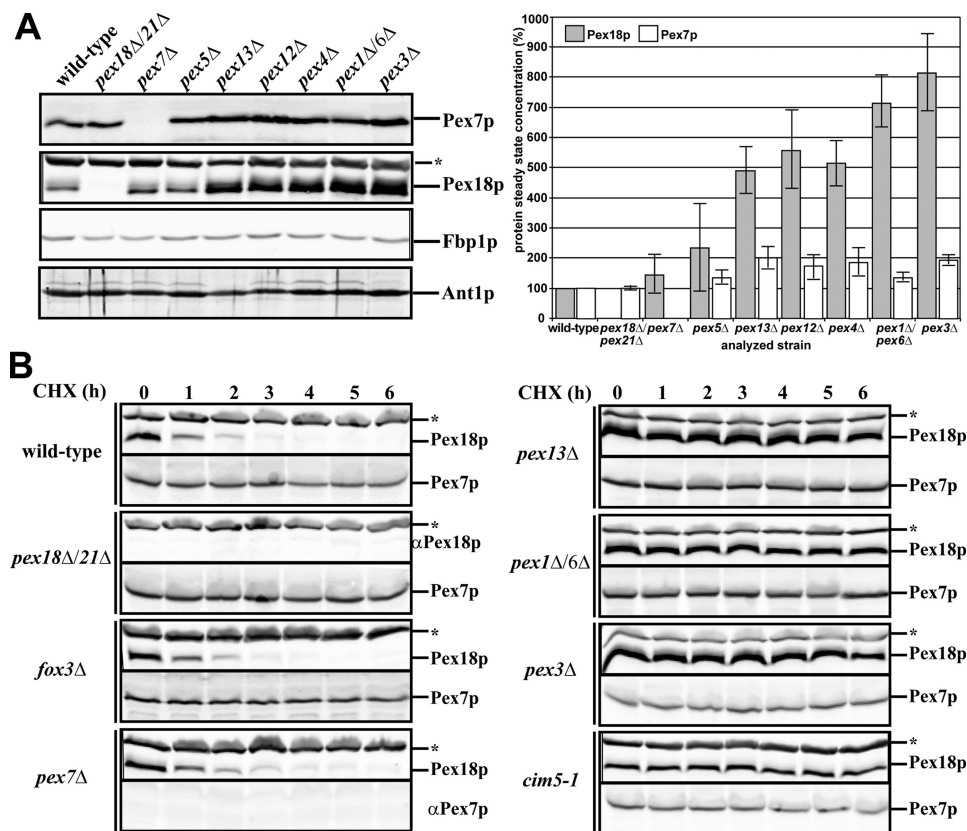 A
wild-type
pex18Δ/21Δ
pex7Δ
pex5Δ
pex13Δ
pex12Δ
pex4Δ
pex1Δ/6Δ
pex3Δ
Pex7p
*
Pex18p
Fbp1p
Ant1p
protein steady state concentration (%)
1000
900
800
700
600
500
400
300
200
100
0
Pex18p
Pex7p
wild-type
pex18Δ/
pex21Δ
pex7Δ
pex5Δ
pex13Δ
pex12Δ
pex4Δ
pex1Δ/
pex6Δ
pex3Δ
analyzed strain
B
CHX (h) 0 1 2 3 4 5 6
wild-type
*
Pex18p
Pex7p
pex18Δ/21Δ
*
αPex18p
Pex7p
fox3Δ
*
Pex18p
Pex7p
pex7Δ
*
Pex18p
αPex7p
CHX (h) 0 1 2 3 4 5 6
pex13Δ
*
Pex18p
Pex7p
pex1Δ/6Δ
*
Pex18p
Pex7p
pex3Δ
*
Pex18p
Pex7p
cim5-1
*
Pex18p
Pex7p